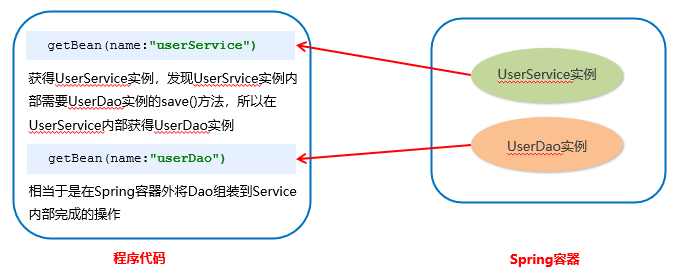 getBean(name:"userService")
获得UserService实例，发现UserSrvice实例内
部需要UserDao实例的save()方法，所以在
UserService内部获得UserDao实例
getBean(name:"userDao")
相当于是在Spring容器外将Dao组装到Service
内部完成的操作
程序代码
UserService实例
UserDao实例
Spring容器